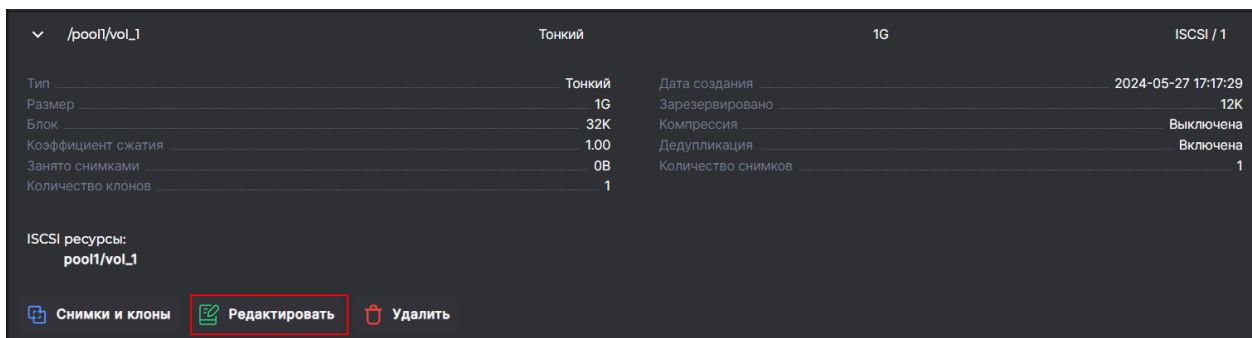 /pool1/vol_1 Тонкий 1G ISCSI / 1
Тип Тонкий Дата создания 2024-05-27 17:17:29
Размер 1G Зарезервировано 12K
Блок 32K Компрессия Выключена
Коэффициент сжатия 1.00 Дедупликация Включена
Занято снимками 0B Количество снимков 1
Количество клонов 1
ISCSI ресурсы:
pool1/vol_1
Снимки и клоны Редактировать Удалить